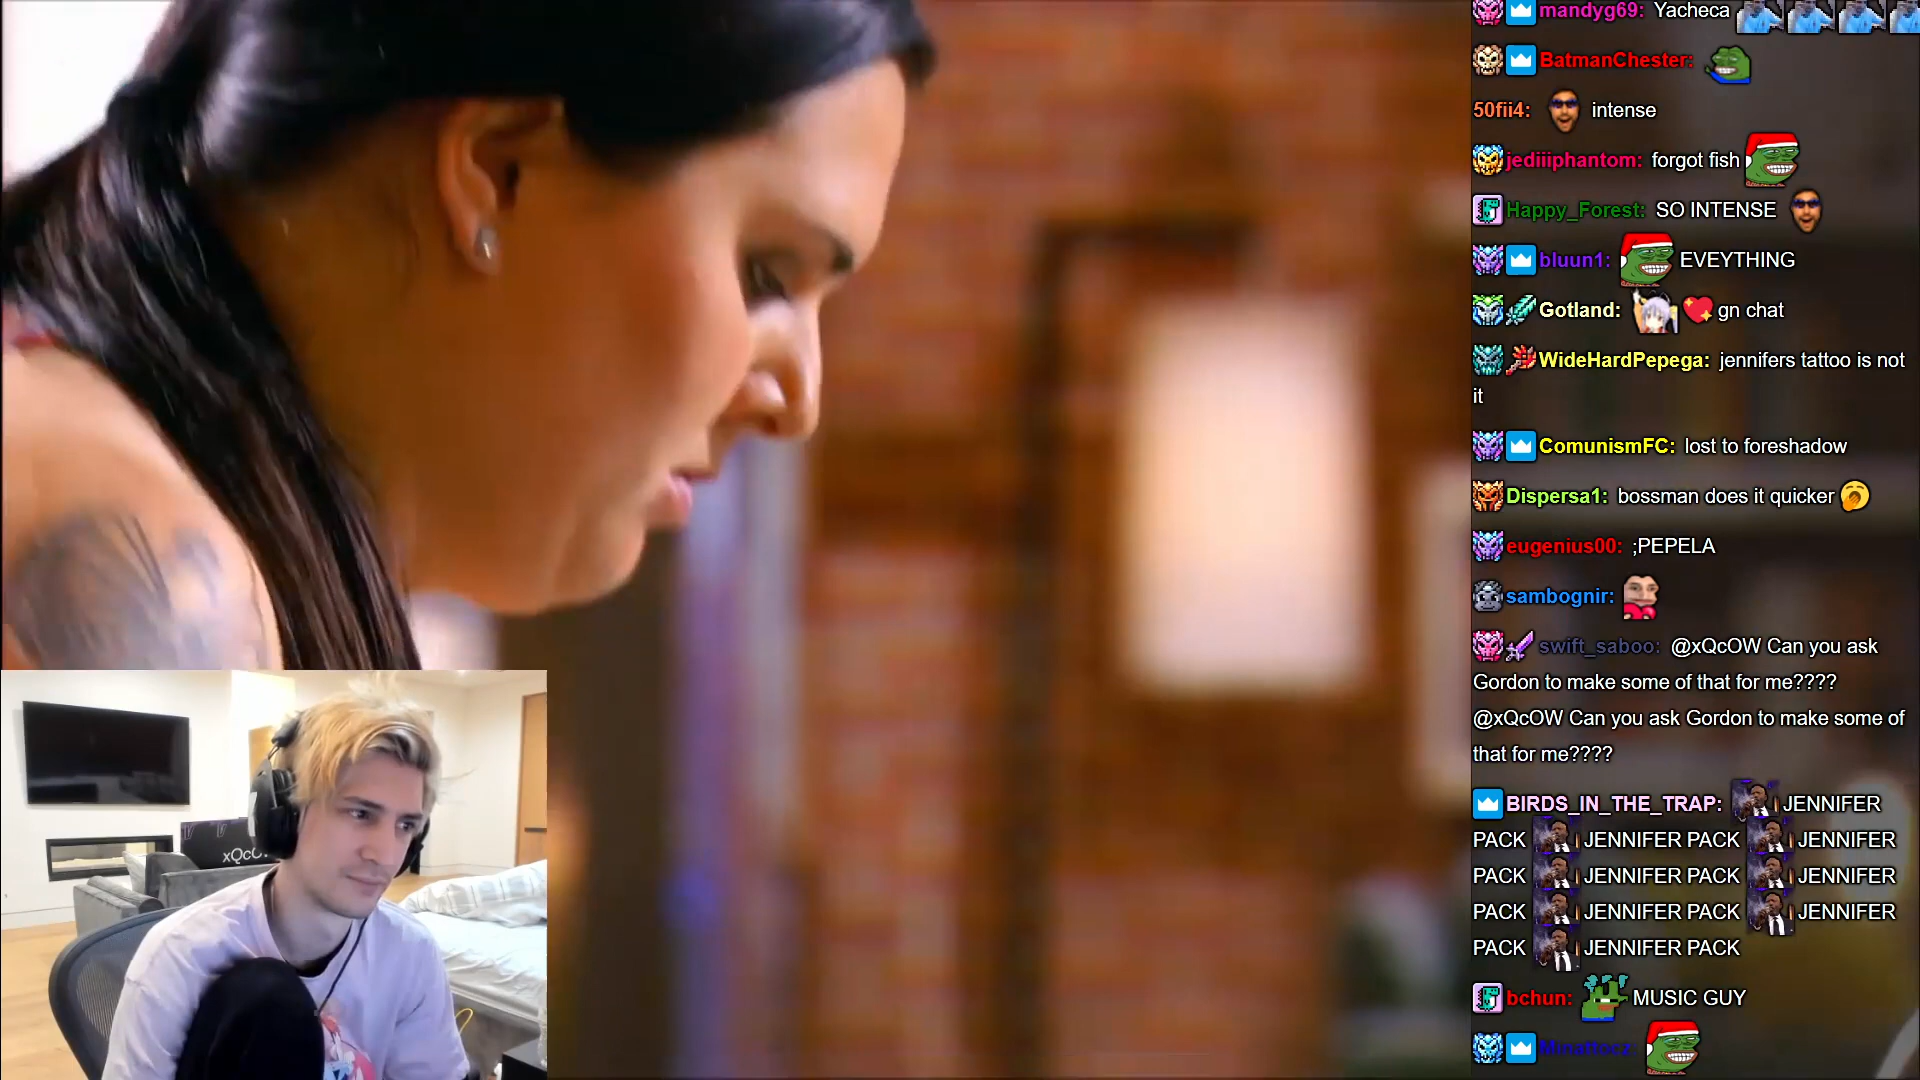 mandyg69: Yacheca
BatmanChester:
50fii4: intense
jediiiphantom: forgot fish
Happy_Forest: SO INTENSE
bluun1: EVEYTHING
Gotland: gn chat
WideHardPepega: jennifers tattoo is not
it
ComunismFC: lost to foreshadow
Dispersa1: bossman does it quicker
eugenius00: ;PEPELA
sambognir:
swift_saboo: @xQcOW Can you ask
Gordon to make some of that for me????
@xQcOW Can you ask Gordon to make some of
that for me????
BIRDS_IN_THE_TRAP: JENNIFER
PACK JENNIFER PACK JENNIFER
PACK JENNIFER PACK JENNIFER
PACK JENNIFER PACK JENNIFER
PACK JENNIFER PACK
bchun: MUSIC GUY